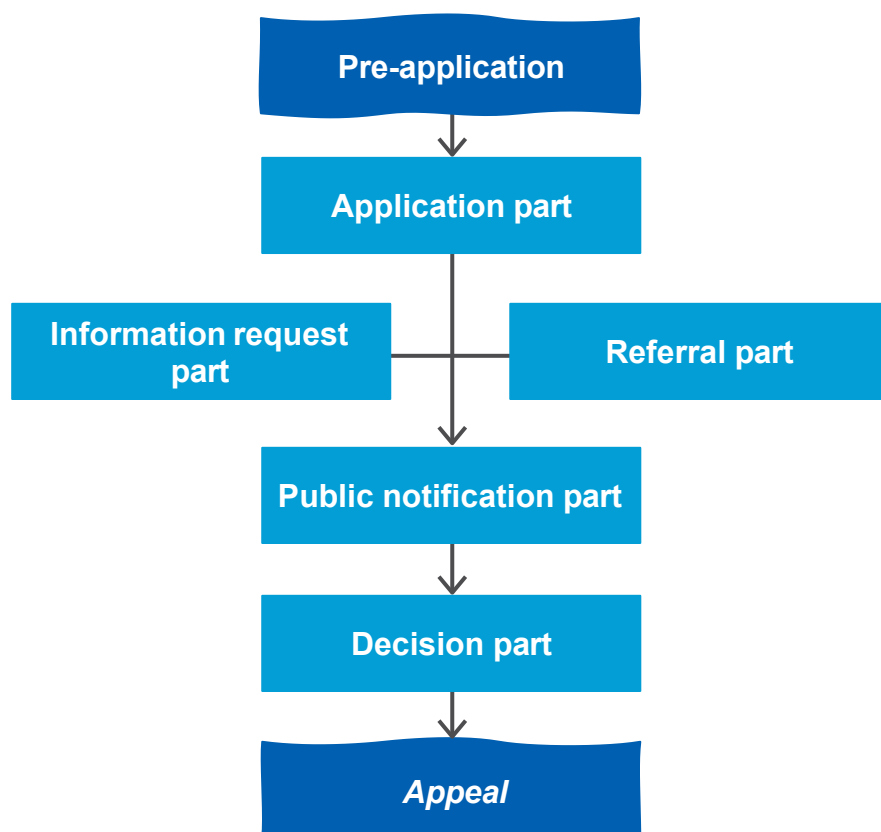 Pre-application
Application part
Information request
part
Referral part
Public notification part
Decision part
Appeal